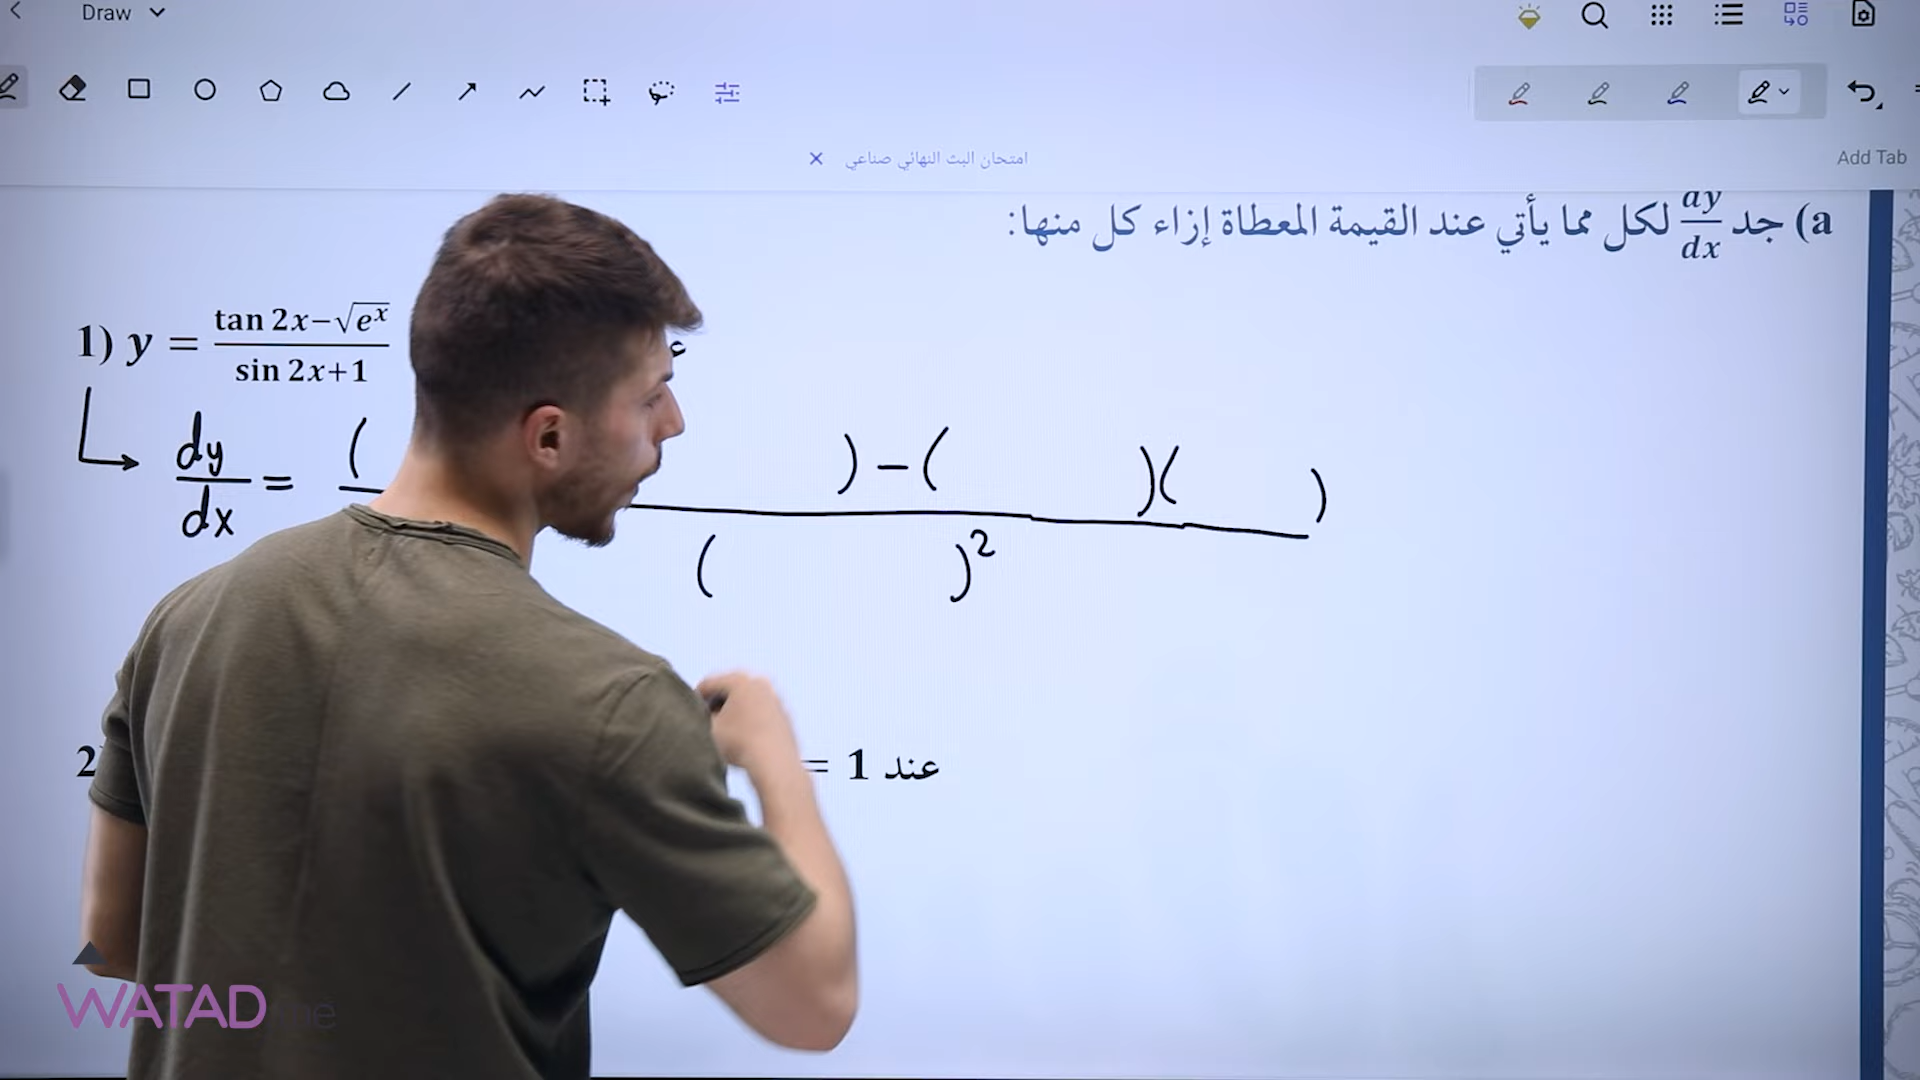 Draw
امتحان البث النهائي صناعي
Add Tab
a) جد dy/dx لكل مما يأتي عند القيمة المعطاة إزاء كل منها:
1) y = (tan 2x−√eˣ)/(sin 2x+1)
dy/dx = ( ) − ( )( )
( )²
= 1 عند
WATAD